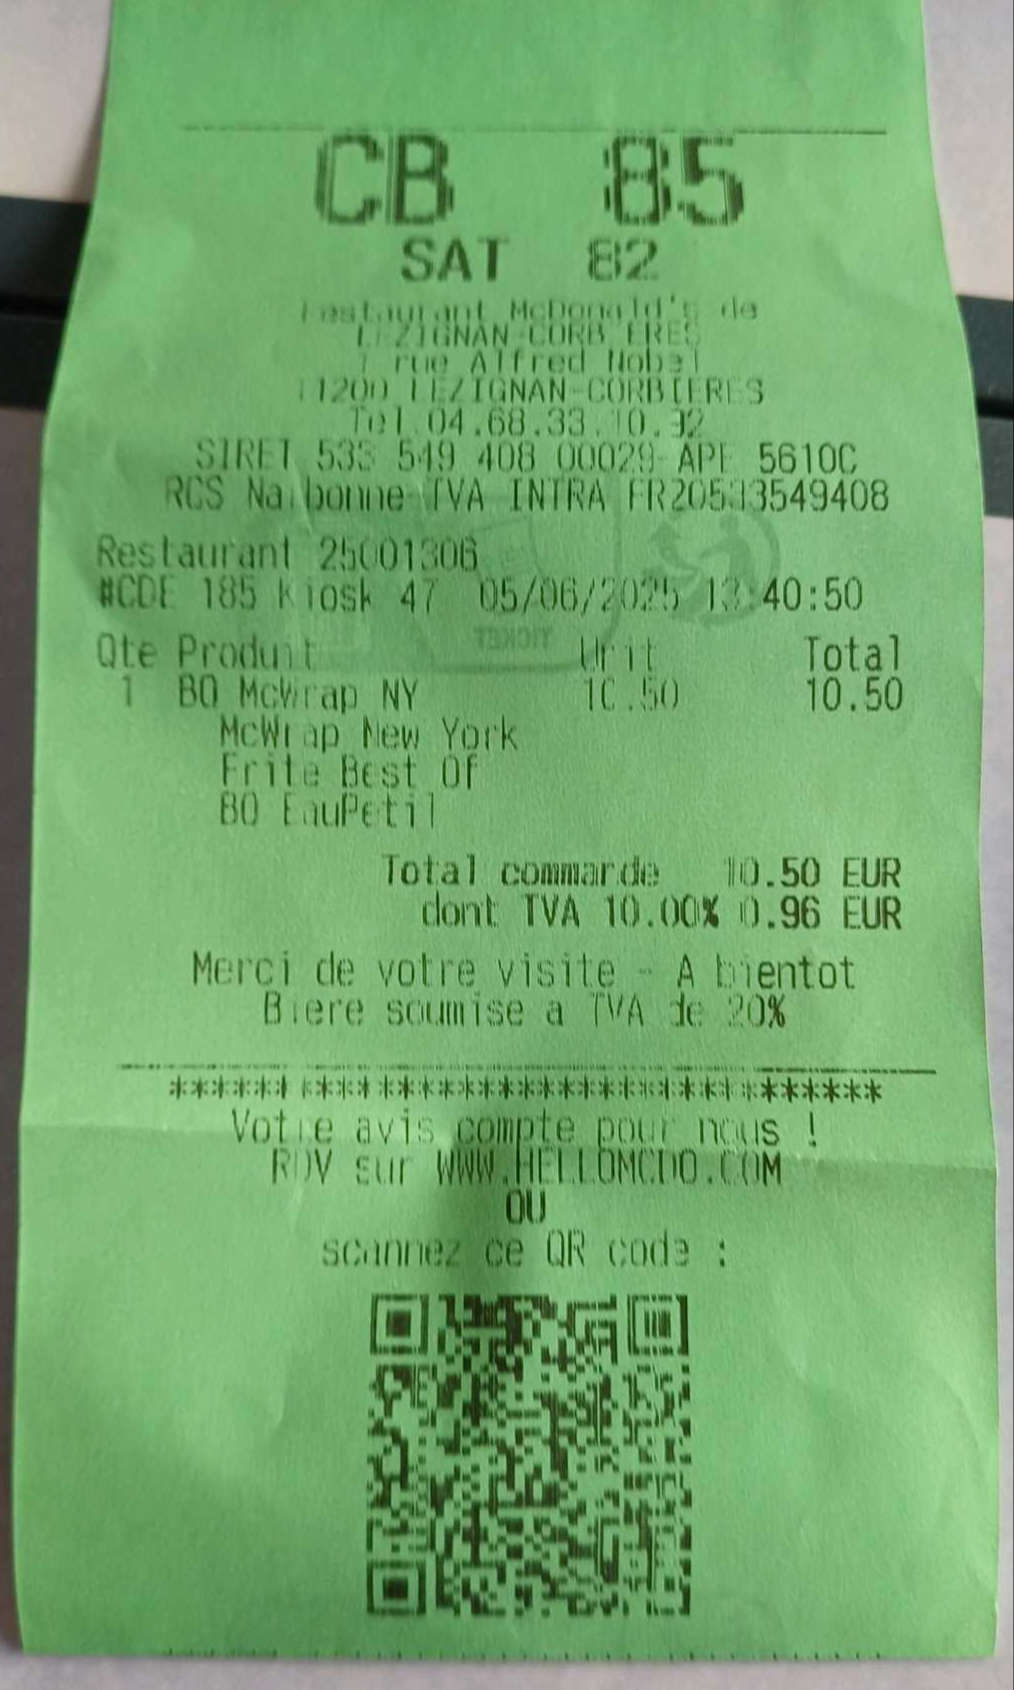 CB 85
SAT 82
Restaurant McDonald's de
LEZIGNAN-CORBIERES
rue Alfred Nobel
11200 LEZIGNAN-CORBIERES
Tel.04.68.33.10.92
SIRET 533 549 408 00029-APE 5610C
RCS Narbonne-TVA INTRA FR20533549408
Restaurant 25001306
#CDE 185 Kiosk 47 05/06/2025 13:40:50
Qte Produit Unit Total
1 BO McWrap NY 10.50 10.50
McWrap New York
Frite Best Of
BO EauPetil
Total commande 10.50 EUR
dont TVA 10.00% 0.96 EUR
Merci de votre visite - A bientot
Biere soumise a TVA de 20%
*************************************
Votre avis compte pour nous !
RDV sur WWW.HELLOMCDO.COM
OU
scannez ce QR code :